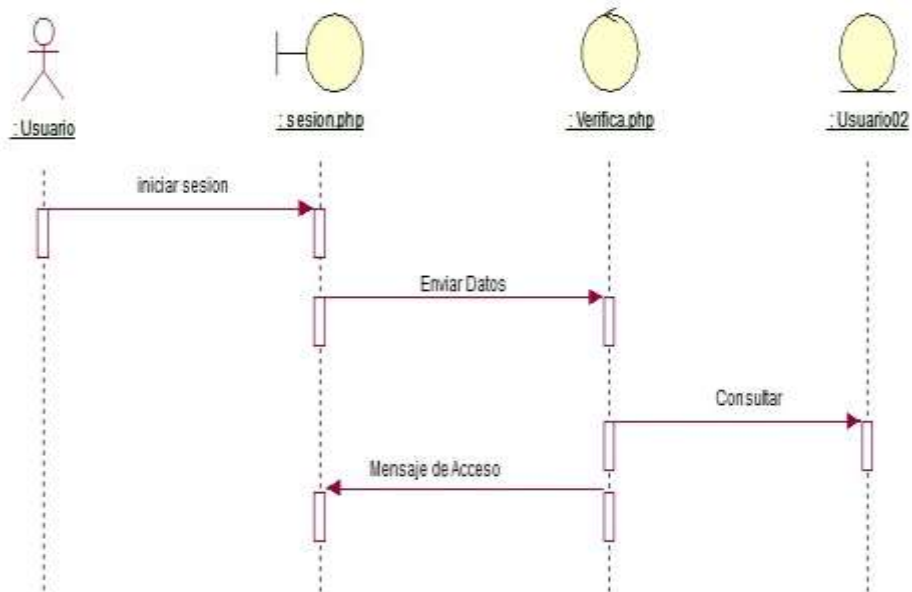 : Usuario
: sesion.php
: Verifica.php
: Usuario02
iniciar sesion
Enviar Datos
Consultar
Mensaje de Acceso